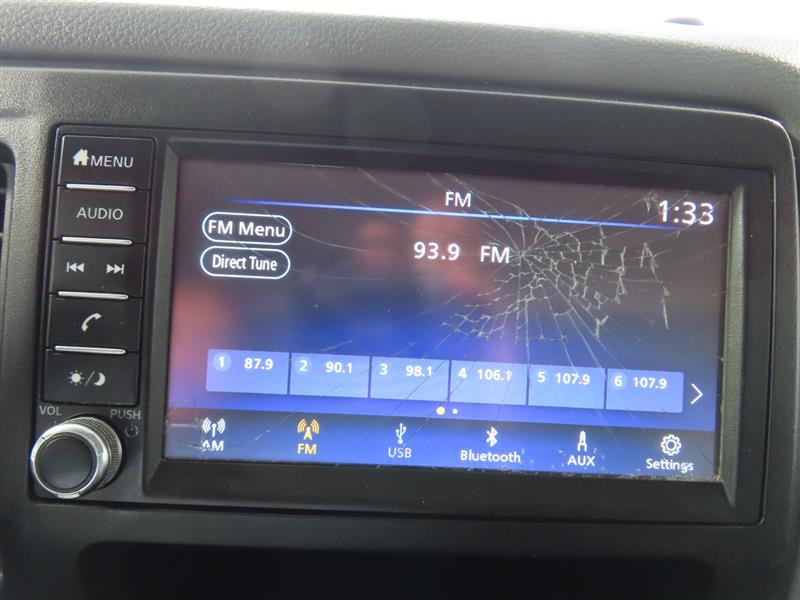 MENU
AUDIO
VOL
PUSH
FM
1:33
FM Menu
93.9 FM
Direct Tune
1 87.9
2 90.1
3 98.1
4 106.1
5 107.9
6 107.9
AM
FM
USB
Bluetooth
AUX
Settings